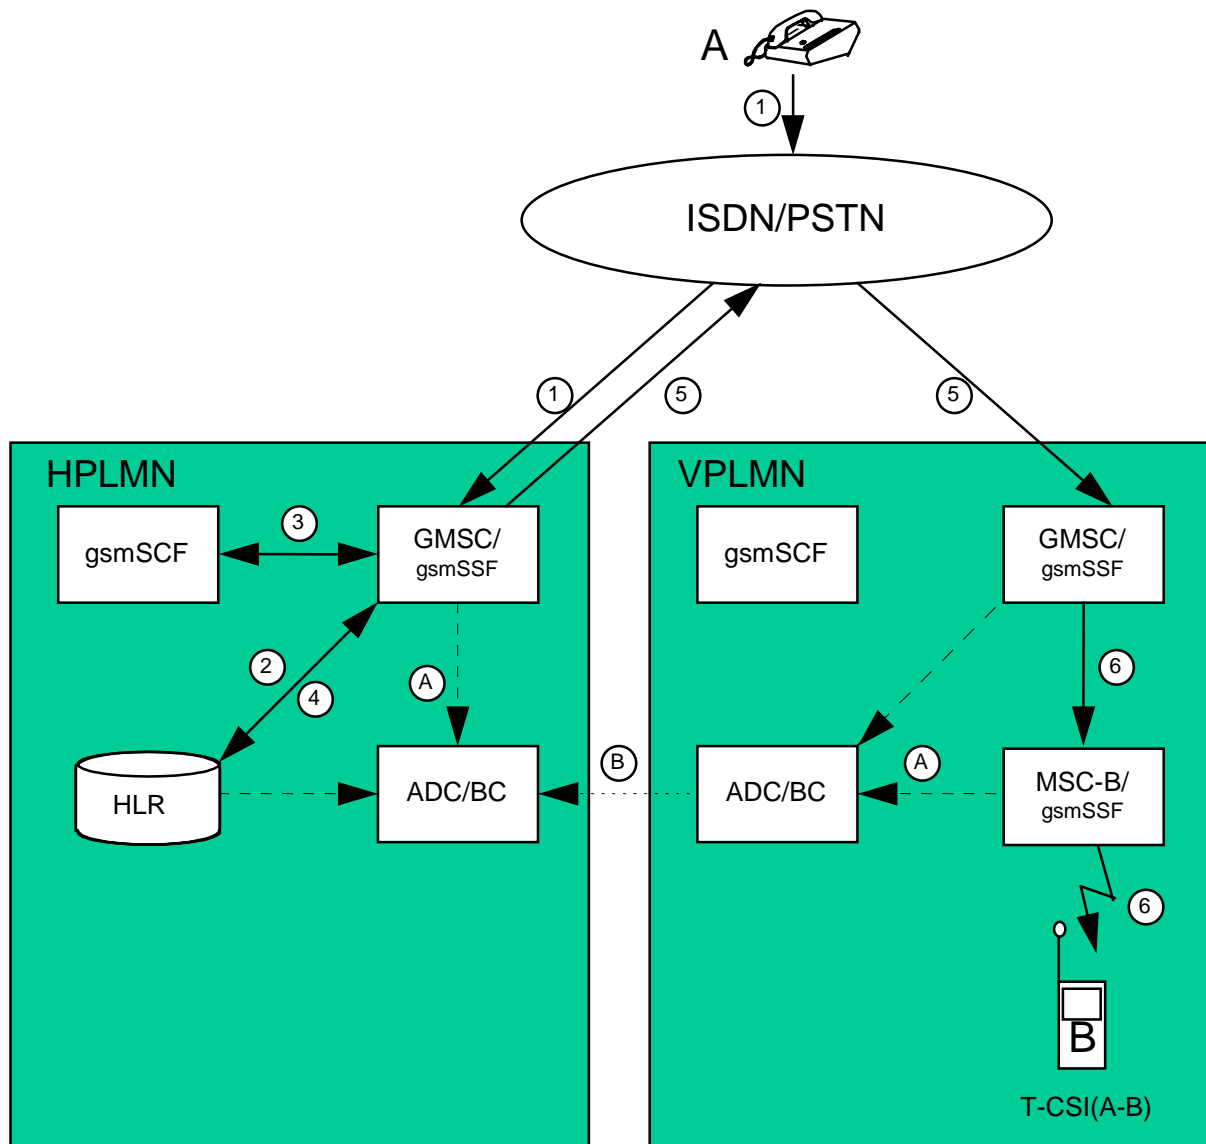 A
1
ISDN/PSTN
1
5
5
HPLMN
VPLMN
gsmSCF
3
GMSC/
gsmSSF
gsmSCF
GMSC/
gsmSSF
2
4
A
6
HLR
ADC/BC
B
ADC/BC
A
MSC-B/
gsmSSF
6
B
T-CSI(A-B)